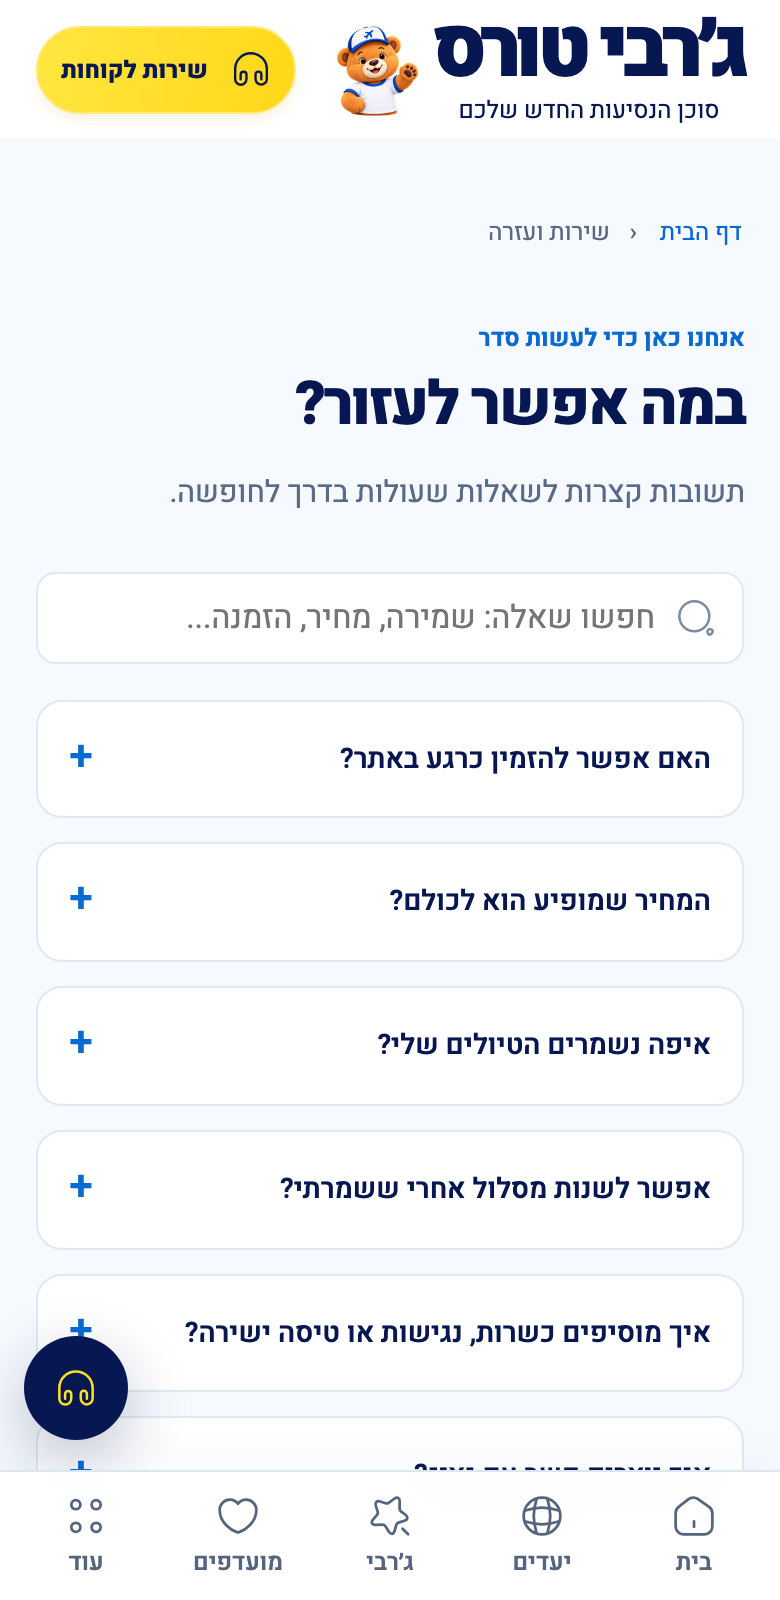 ג'רבי טורס
סוכן הנסיעות החדש שלכם
שירות לקוחות
דף הבית › שירות ועזרה
אנחנו כאן כדי לעשות סדר
במה אפשר לעזור?
תשובות קצרות לשאלות שעולות בדרך לחופשה.
חפשו שאלה: שמירה, מחיר, הזמנה...
האם אפשר להזמין כרגע באתר?
המחיר שמופיע הוא לכולם?
איפה נשמרים הטיולים שלי?
אפשר לשנות מסלול אחרי ששמרתי?
איך מוסיפים כשרות, נגישות או טיסה ישירה?
בית
יעדים
ג'רבי
מועדפים
עוד